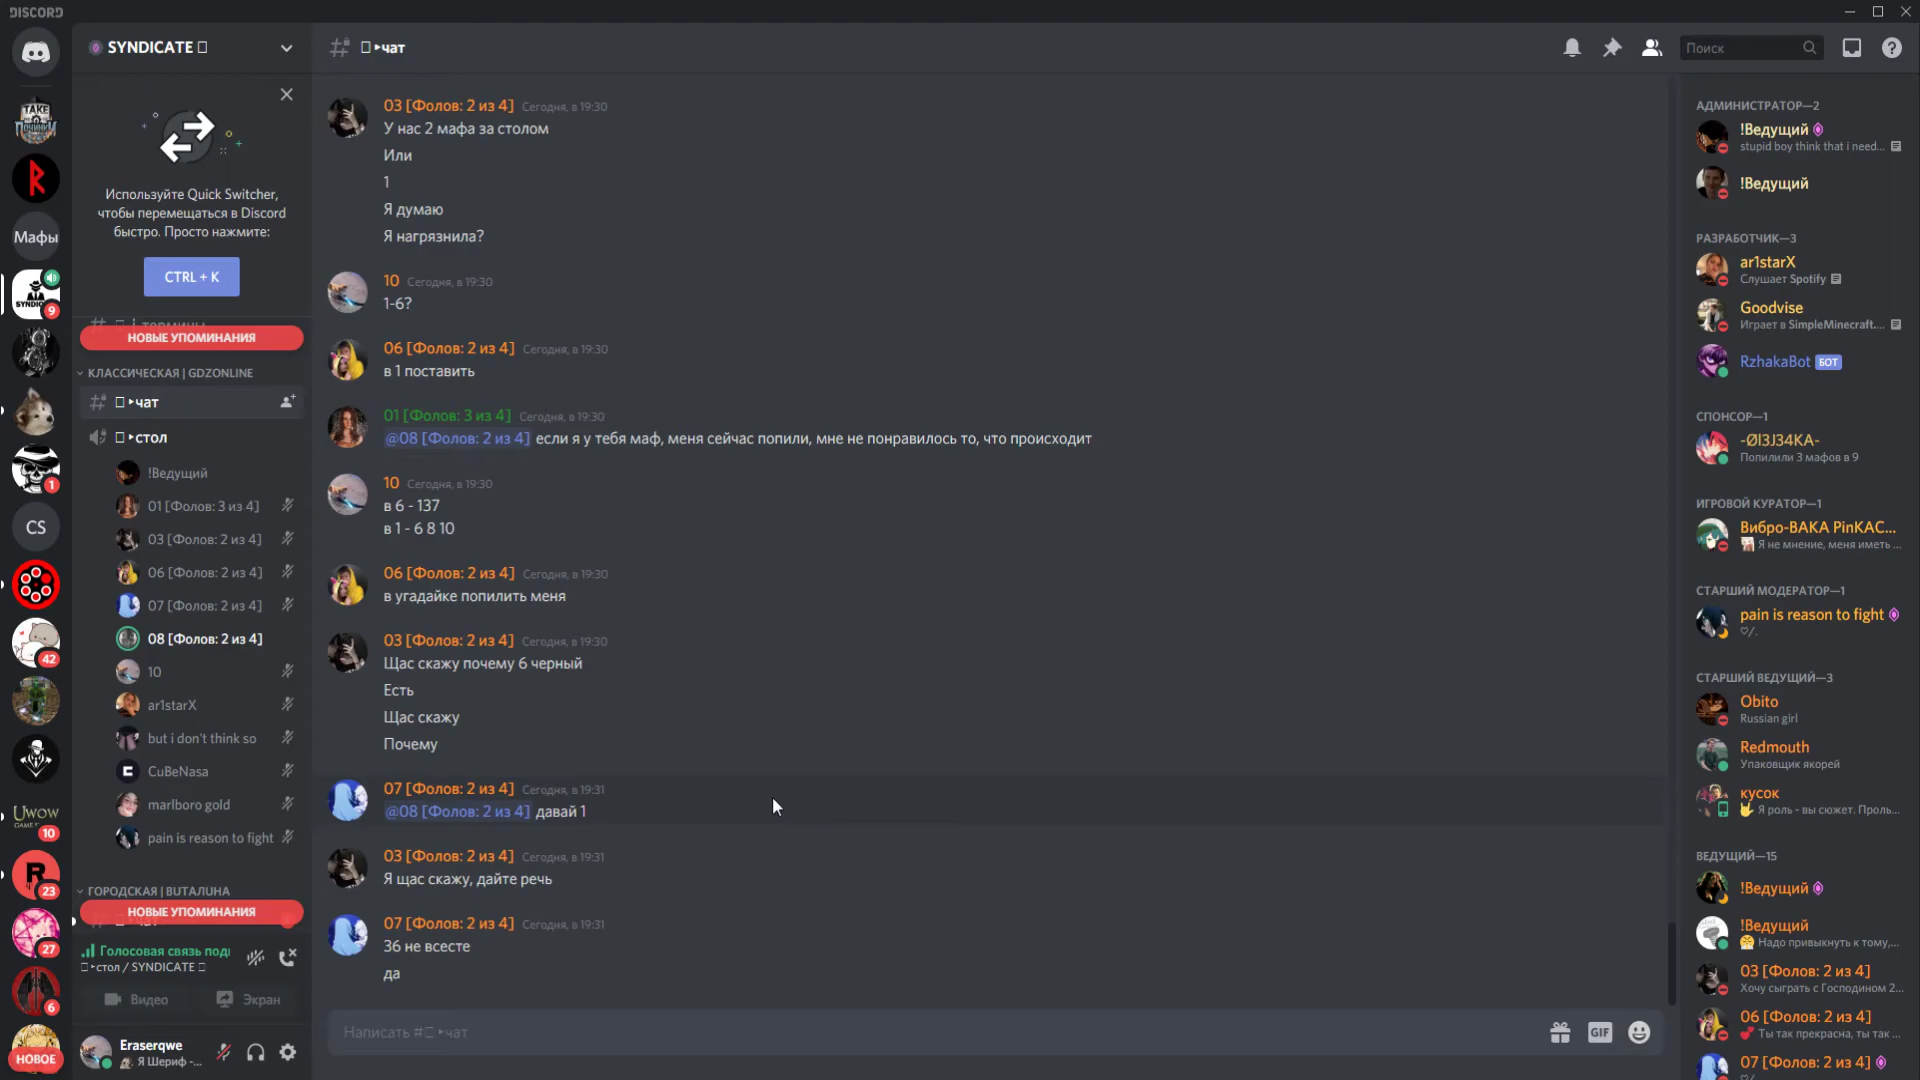 DISCORD
SYNDICATE
чат
Поиск
Используйте Quick Switcher,
чтобы перемещаться в Discord
быстро. Просто нажмите:
CTRL + K
НОВЫЕ УПОМИНАНИЯ
КЛАССИЧЕСКАЯ | GDZONLINE
чат
стол
!Ведущий
01 [Фолов: 3 из 4]
03 [Фолов: 2 из 4]
06 [Фолов: 2 из 4]
07 [Фолов: 2 из 4]
08 [Фолов: 2 из 4]
10
ar1starX
but i don't think so
CuBeNasa
marlboro gold
pain is reason to fight
ГОРОДСКАЯ | BUTALUHA
НОВЫЕ УПОМИНАНИЯ
Голосовая связь под
стол / SYNDICATE
Видео
Экран
Eraserqwe
Я Шериф -...
TAKE
ПОЧИНКИ
Мафы
SYNDIC
9
1
CS
42
UWOW
10
R
23
27
6
НОВОЕ
03 [Фолов: 2 из 4] Сегодня, в 19:30
У нас 2 мафа за столом
Или
1
Я думаю
Я нагрязнила?
10 Сегодня, в 19:30
1-6?
06 [Фолов: 2 из 4] Сегодня, в 19:30
в 1 поставить
01 [Фолов: 3 из 4] Сегодня, в 19:30
@08 [Фолов: 2 из 4] если я у тебя маф, меня сейчас попили, мне не понравилось то, что происходит
10 Сегодня, в 19:30
в 6 - 137
в 1 - 6 8 10
06 [Фолов: 2 из 4] Сегодня, в 19:30
в угадайке попилить меня
03 [Фолов: 2 из 4] Сегодня, в 19:30
Щас скажу почему 6 черный
Есть
Щас скажу
Почему
07 [Фолов: 2 из 4] Сегодня, в 19:31
@08 [Фолов: 2 из 4] давай 1
03 [Фолов: 2 из 4] Сегодня, в 19:31
Я щас скажу, дайте речь
07 [Фолов: 2 из 4] Сегодня, в 19:31
36 не всесте
да
Написать # чат
GIF
АДМИНИСТРАТОР—2
!Ведущий
stupid boy think that i need...
!Ведущий
РАЗРАБОТЧИК—3
ar1starX
Слушает Spotify
Goodvise
Играет в SimpleMinecraft....
RzhakaBot БОТ
СПОНСОР—1
-ØI3J34KA-
Попилили 3 мафов в 9
ИГРОВОЙ КУРАТОР—1
Вибро-BAKA PinKAC...
Я не мнение, меня иметь ...
СТАРШИЙ МОДЕРАТОР—1
pain is reason to fight
♡/.
СТАРШИЙ ВЕДУЩИЙ—3
Obito
Russian girl
Redmouth
Упаковщик якорей
кусок
Я роль - вы сюжет. Проль...
ВЕДУЩИЙ—15
!Ведущий
!Ведущий
Надо привыкнуть к тому,...
03 [Фолов: 2 из 4]
Хочу сыграть с Господином 2...
06 [Фолов: 2 из 4]
Ты так прекрасна, ты так ...
07 [Фолов: 2 из 4]